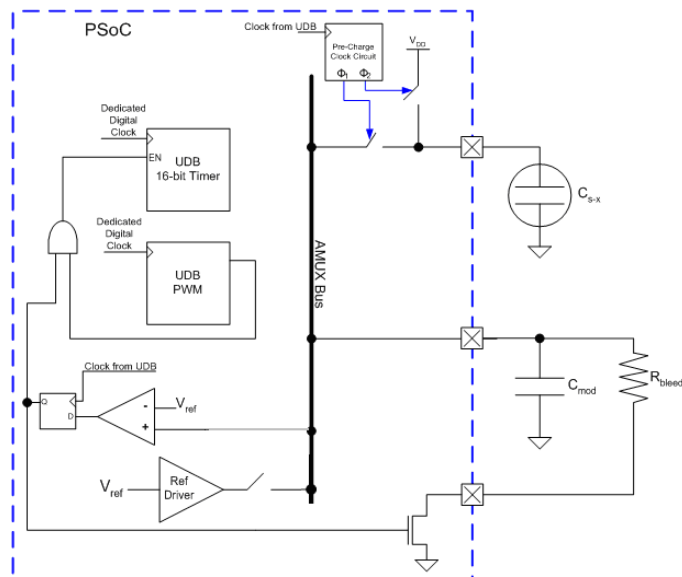 PSoC
Clock from UDB
Pre-Charge
Clock Circuit
Φ1 Φ2
VDD
Dedicated
Digital
Clock
EN
UDB
16-bit Timer
Cs-x
Dedicated
Digital
Clock
UDB
PWM
AMUX Bus
Clock from UDB
Q
D
-
+
Vref
Cmod
Rbleed
Vref
Ref
Driver